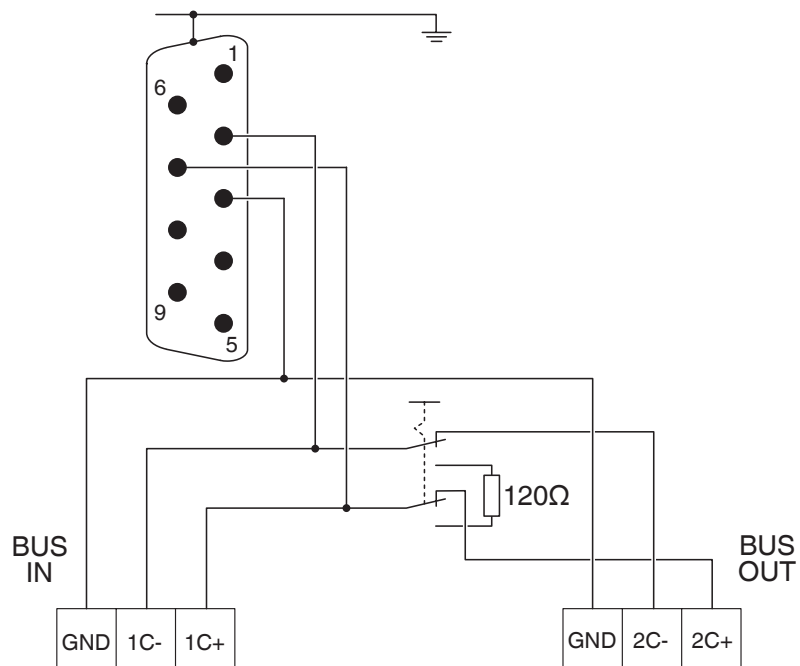 1
6
9
5
120Ω
BUS
IN
BUS
OUT
GND 1C- 1C+
GND 2C- 2C+